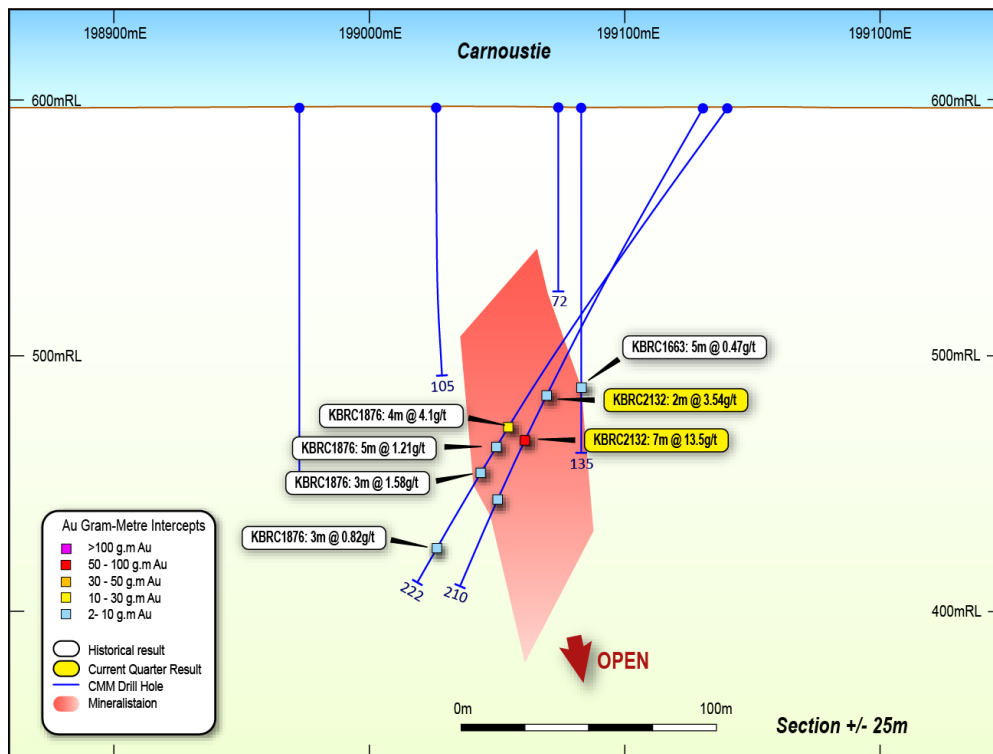 198900mE
199000mE
199100mE
199100mE
Carnoustie
600mRL
600mRL
72
500mRL
500mRL
KBRC1663: 5m @ 0.47g/t
105
KBRC2132: 2m @ 3.54g/t
KBRC1876: 4m @ 4.1g/t
KBRC2132: 7m @ 13.5g/t
KBRC1876: 5m @ 1.21g/t
135
KBRC1876: 3m @ 1.58g/t
KBRC1876: 3m @ 0.82g/t
222
210
400mRL
Au Gram-Metre Intercepts
>100 g.m Au
50 - 100 g.m Au
30 - 50 g.m Au
10 - 30 g.m Au
2- 10 g.m Au
Historical result
Current Quarter Result
CMM Drill Hole
Mineralistaion
OPEN
0m
100m
Section +/- 25m